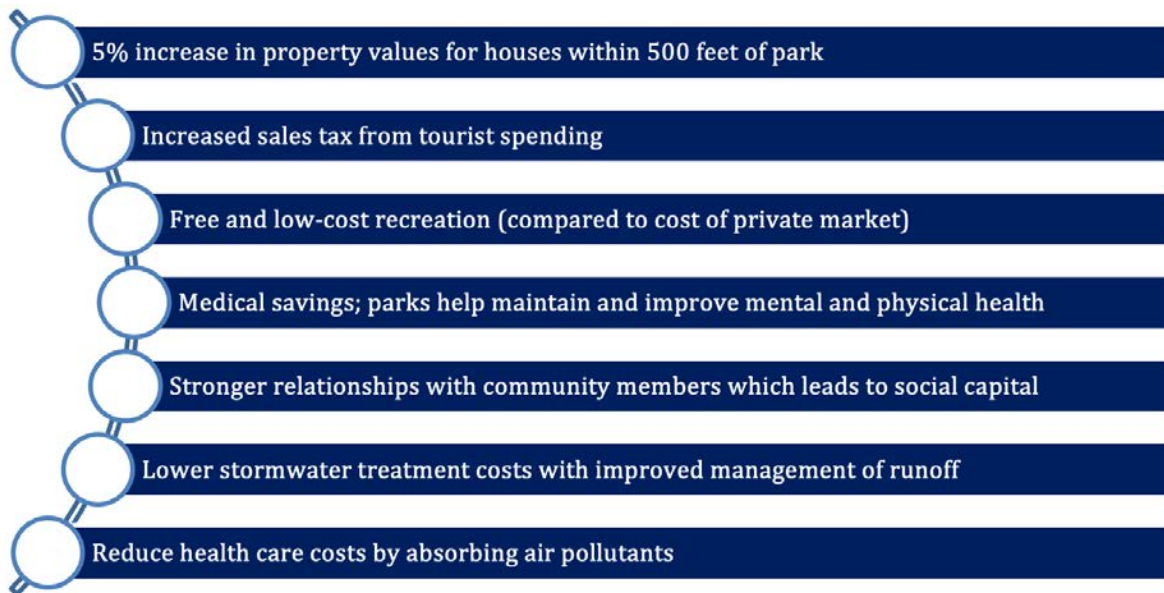 5% increase in property values for houses within 500 feet of park
Increased sales tax from tourist spending
Free and low-cost recreation (compared to cost of private market)
Medical savings; parks help maintain and improve mental and physical health
Stronger relationships with community members which leads to social capital
Lower stormwater treatment costs with improved management of runoff
Reduce health care costs by absorbing air pollutants